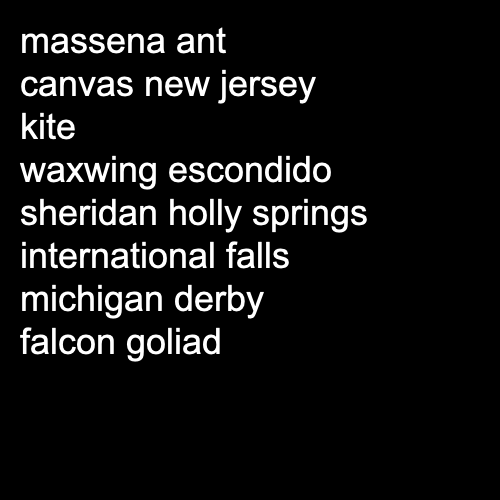 massena ant
canvas new jersey
kite
waxwing escondido
sheridan holly springs
international falls
michigan derby
falcon goliad